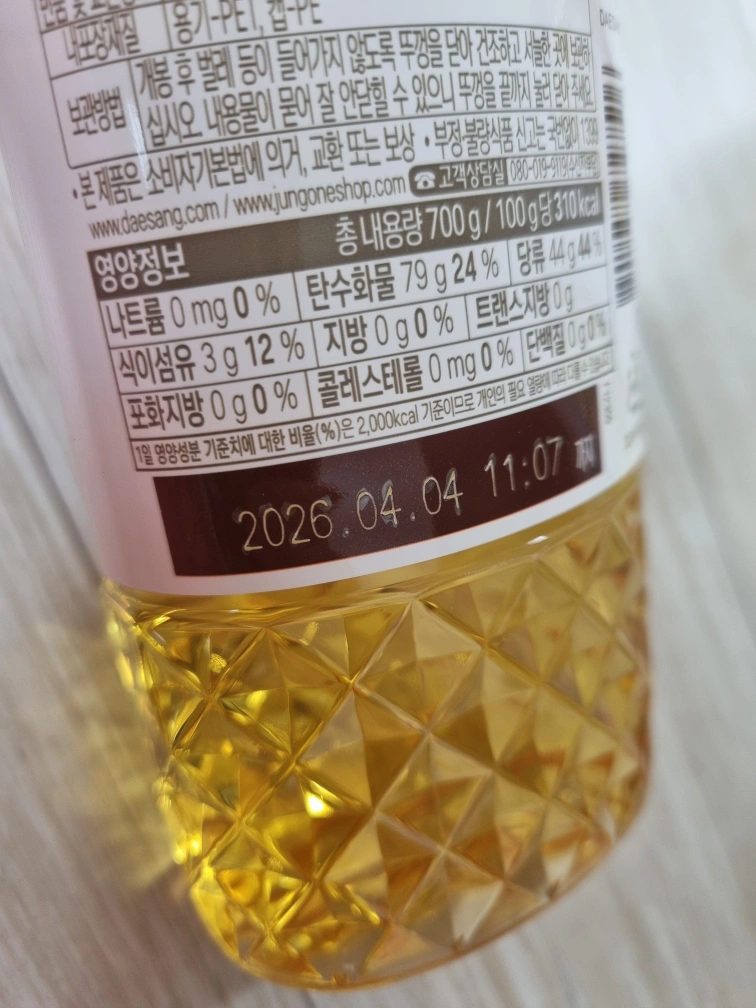 내포장재질 용기-PET, 캡-PE
보관방법 개봉 후 벌레 등이 들어가지 않도록 뚜껑을 닫아 건조하고 서늘한 곳에 보관하
십시오. 내용물이 묻어 잘 안닫힐 수 있으니 뚜껑을 끝까지 눌러 닫아 주세요.
• 본 제품은 소비자기본법에 의거, 교환 또는 보상 • 부정·불량식품 신고는 국번없이 1399
www.daesang.com / www.jungoneshop.com ☎고객상담실 080-019-9119(수신자부담)
영양정보 총 내용량 700 g / 100 g당 310 kcal
나트륨 0 mg 0 % 탄수화물 79 g 24 % 당류 44 g 44 %
식이섬유 3 g 12 % 지방 0 g 0 % 트랜스지방 0 g
포화지방 0 g 0 % 콜레스테롤 0 mg 0 % 단백질 0 g 0 %
1일 영양성분 기준치에 대한 비율(%)은 2,000kcal 기준이므로 개인의 필요 열량에 따라 다를 수 있습니다.
2026.04.04 11:07 까지